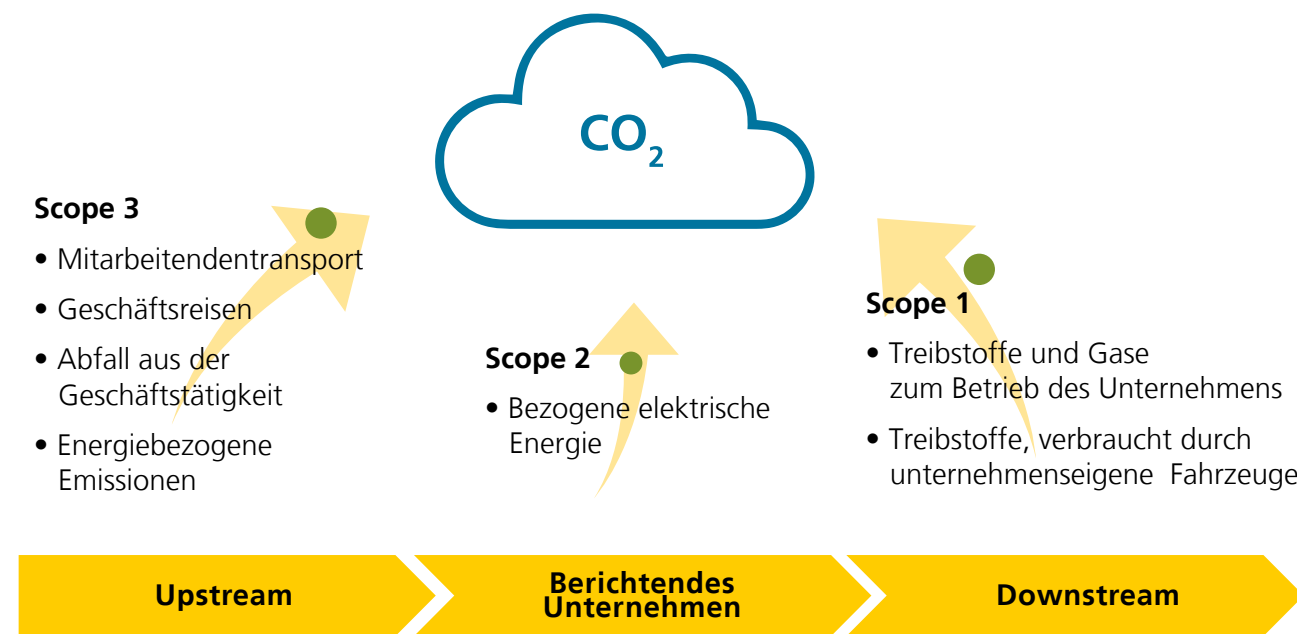 CO₂
Scope 3
• Mitarbeitendentransport
• Geschäftsreisen
• Abfall aus der
Geschäftstätigkeit
• Energiebezogene
Emissionen
Scope 2
• Bezogene elektrische
Energie
Scope 1
• Treibstoffe und Gase
zum Betrieb des Unternehmens
• Treibstoffe, verbraucht durch
unternehmenseigene Fahrzeuge
Upstream
Berichtendes
Unternehmen
Downstream